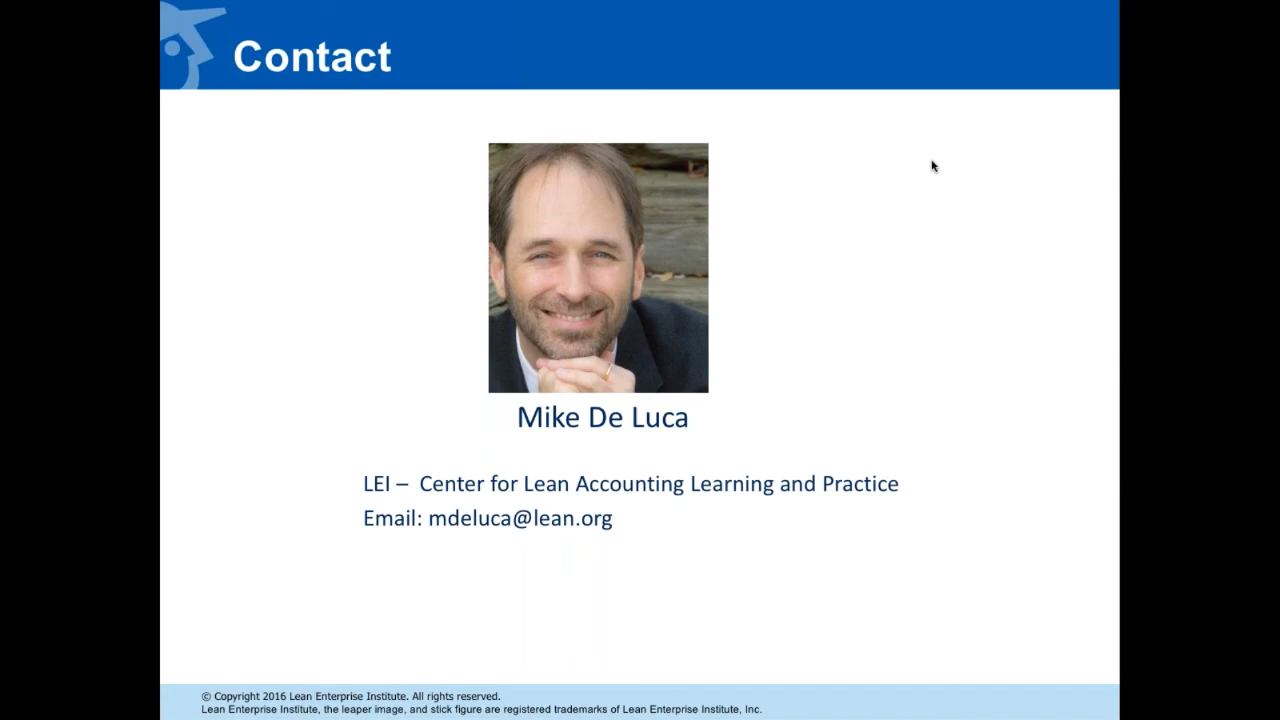 Contact
Mike De Luca
LEI – Center for Lean Accounting Learning and Practice
Email: mdeluca@lean.org
© Copyright 2016 Lean Enterprise Institute. All rights reserved.
Lean Enterprise Institute, the leaper image, and stick figure are registered trademarks of Lean Enterprise Institute, Inc.